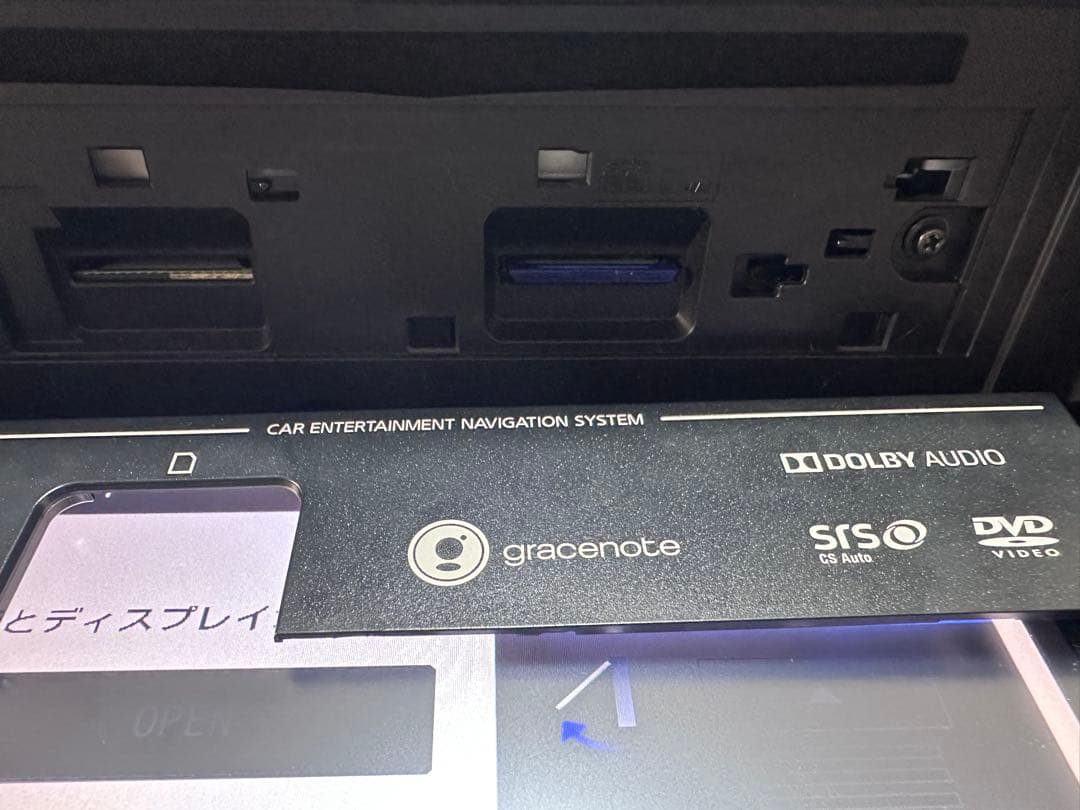 CAR ENTERTAINMENT NAVIGATION SYSTEM
DOLBY AUDIO
gracenote
SRS
CS Auto
DVD
VIDEO
とディスプレイ
OPEN